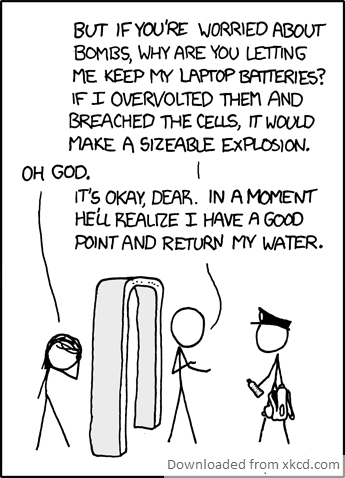 BUT IF YOU'RE WORRIED ABOUT
BOMBS, WHY ARE YOU LETTING
ME KEEP MY LAPTOP BATTERIES?
IF I OVERVOLTED THEM AND
BREACHED THE CELLS, IT WOULD
MAKE A SIZEABLE EXPLOSION.
OH GOD.
IT'S OKAY, DEAR. IN A MOMENT
HE'LL REALIZE I HAVE A GOOD
POINT AND RETURN MY WATER.
Downloaded from xkcd.com